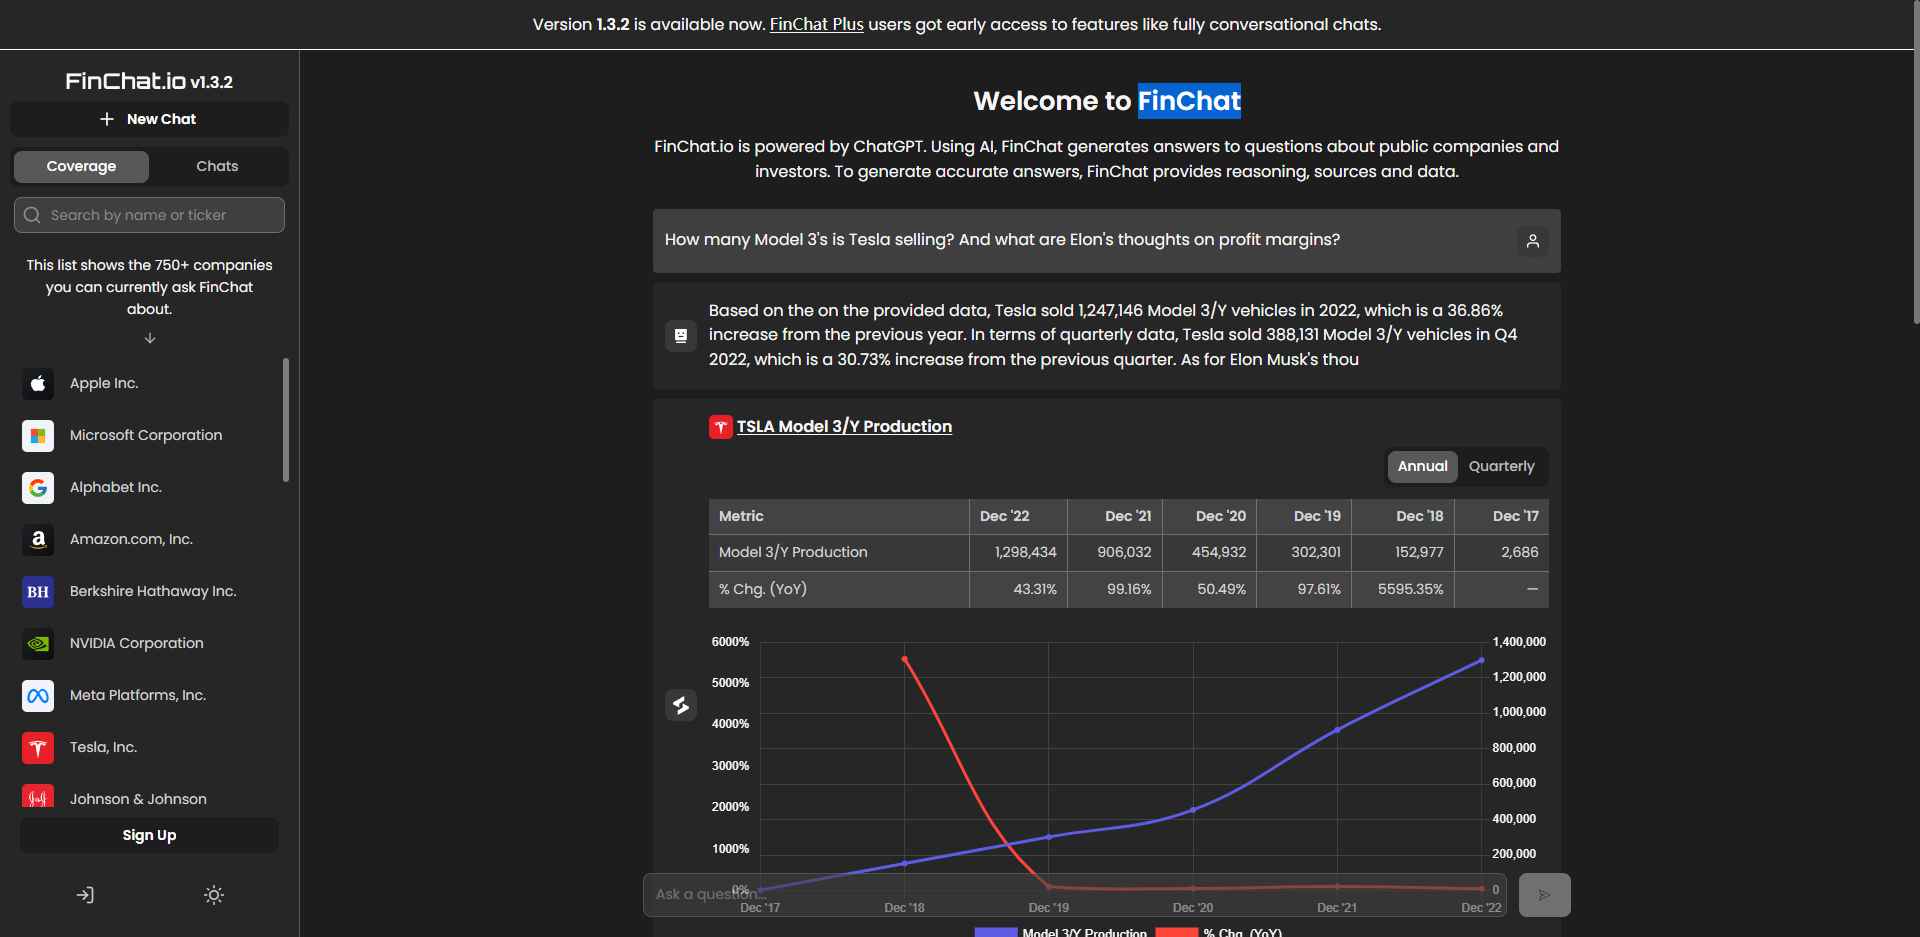 Version 1.3.2 is available now. FinChat Plus users got early access to features like fully conversational chats.
FinChat.io v1.3.2
New Chat
Coverage
Chats
Search by name or ticker
This list shows the 750+ companies
you can currently ask FinChat
about.
Apple Inc.
Microsoft Corporation
Alphabet Inc.
Amazon.com, Inc.
BH Berkshire Hathaway Inc.
NVIDIA Corporation
Meta Platforms, Inc.
Tesla, Inc.
Johnson & Johnson
Sign Up
Welcome to FinChat
FinChat.io is powered by ChatGPT. Using AI, FinChat generates answers to questions about public companies and
investors. To generate accurate answers, FinChat provides reasoning, sources and data.
How many Model 3's is Tesla selling? And what are Elon's thoughts on profit margins?
Based on the on the provided data, Tesla sold 1,247,146 Model 3/Y vehicles in 2022, which is a 36.86%
increase from the previous year. In terms of quarterly data, Tesla sold 388,131 Model 3/Y vehicles in Q4
2022, which is a 30.73% increase from the previous quarter. As for Elon Musk's thou
TSLA Model 3/Y Production
Annual Quarterly
Metric Dec '22 Dec '21 Dec '20 Dec '19 Dec '18 Dec '17
Model 3/Y Production 1,298,434 906,032 454,932 302,301 152,977 2,686
% Chg. (YoY) 43.31% 99.16% 50.49% 97.61% 5595.35% —
6000% 1,400,000
5000% 1,200,000
4000% 1,000,000
3000% 800,000
2000% 600,000
1000% 400,000
0% 200,000
0
Ask a question...
Dec '17 Dec '18 Dec '19 Dec '20 Dec '21 Dec '22
Model 3/Y Production % Chg. (YoY)